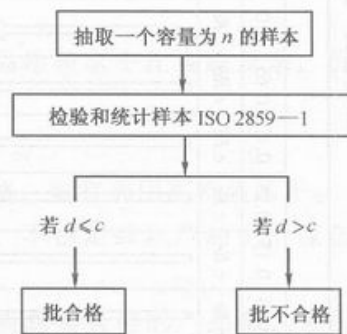 抽取一个容量为 n 的样本
检验和统计样本 ISO 2859—1
若 d≤c
若 d>c
批合格
批不合格